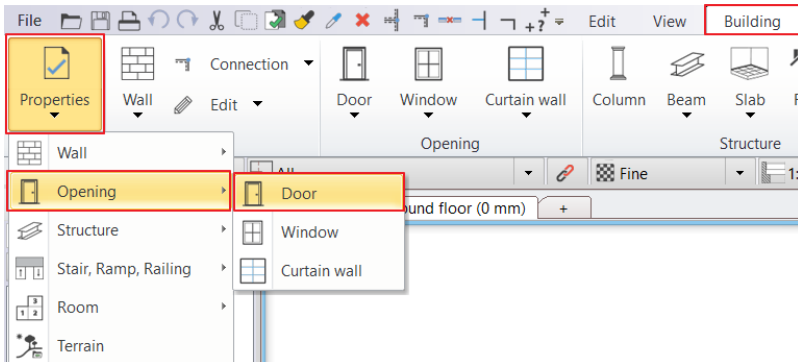 File Edit View Building
Properties Wall Connection Edit Door Window Curtain wall Column Beam Slab
Opening Structure
Wall All Fine 1:
Opening Door
ound floor (0 mm) +
Structure Window
Stair, Ramp, Railing Curtain wall
Room
Terrain